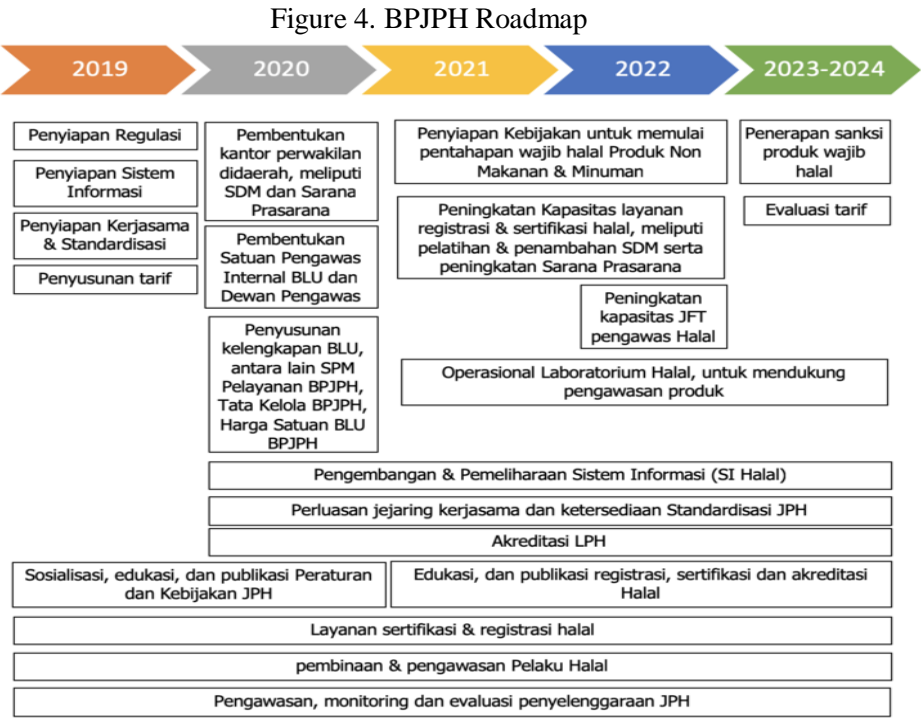 Figure 4. BPJPH Roadmap
2019
2020
2021
2022
2023-2024
Penyiapan Regulasi
Penyiapan Sistem
Informasi
Penyiapan Kerjasama
& Standardisasi
Penyusunan tarif
Pembentukan
kantor perwakilan
didaerah, meliputi
SDM dan Sarana
Prasarana
Pembentukan
Satuan Pengawas
Internal BLU dan
Dewan Pengawas
Penyusunan
kelengkapan BLU,
antara lain SPM
Pelayanan BPJPH,
Tata Kelola BPJPH,
Harga Satuan BLU
BPJPH
Penyiapan Kebijakan untuk memulai
pentahapan wajib halal Produk Non
Makanan & Minuman
Peningkatan Kapasitas layanan
registrasi & sertifikasi halal, meliputi
pelatihan & penambahan SDM serta
peningkatan Sarana Prasarana
Peningkatan
kapasitas JFT
pengawas Halal
Penerapan sanksi
produk wajib
halal
Evaluasi tarif
Operasional Laboratorium Halal, untuk mendukung
pengawasan produk
Pengembangan & Pemeliharaan Sistem Informasi (SI Halal)
Perluasan jejaring kerjasama dan ketersediaan Standardisasi JPH
Akreditasi LPH
Sosialisasi, edukasi, dan publikasi Peraturan
dan Kebijakan JPH
Edukasi, dan publikasi registrasi, sertifikasi dan akreditasi
Halal
Layanan sertifikasi & registrasi halal
pembinaan & pengawasan Pelaku Halal
Pengawasan, monitoring dan evaluasi penyelenggaraan JPH